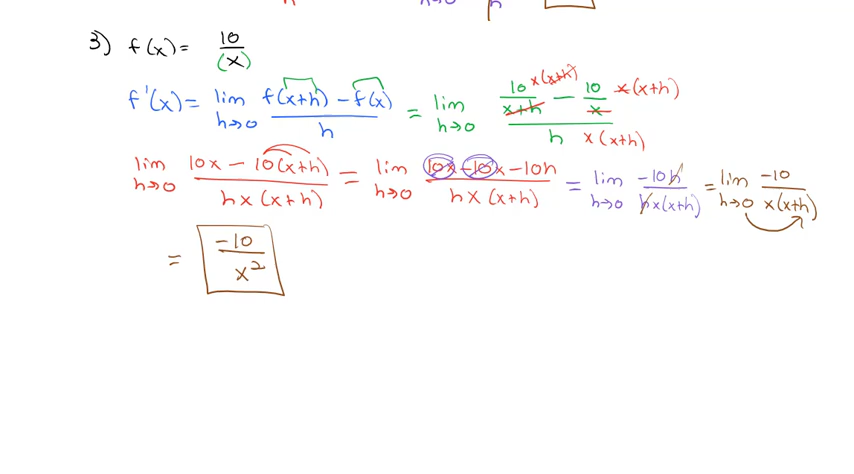 3) f(x) = 10/(x)
f'(x) = lim h→0 (f(x+h) − f(x))/h = lim h→0 (10/(x+h) x(x+h) − 10/x x(x+h))/(h x(x+h))
lim h→0 (10x − 10(x+h))/(hx(x+h)) = lim h→0 (10x − 10x − 10h)/(hx(x+h)) = lim h→0 −10h/(hx(x+h)) = lim h→0 −10/(x(x+h))
= −10/x²